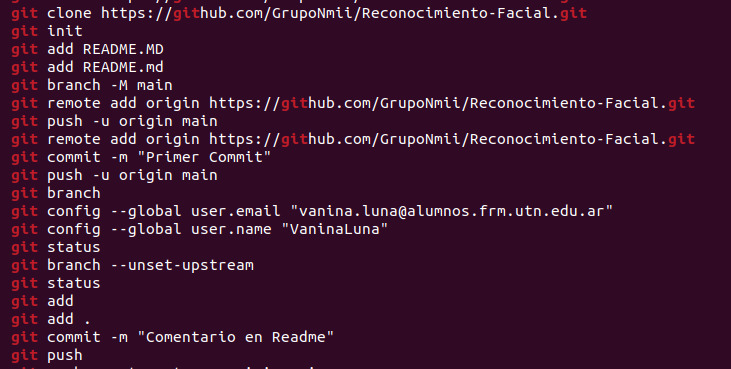 git clone https://github.com/GrupoNmii/Reconocimiento-Facial.git
git init
git add README.MD
git add README.md
git branch -M main
git remote add origin https://github.com/GrupoNmii/Reconocimiento-Facial.git
git push -u origin main
git remote add origin https://github.com/GrupoNmii/Reconocimiento-Facial.git
git commit -m "Primer Commit"
git push -u origin main
git branch
git config --global user.email "vanina.luna@alumnos.frm.utn.edu.ar"
git config --global user.name "VaninaLuna"
git status
git branch --unset-upstream
git status
git add
git add .
git commit -m "Comentario en Readme"
git push